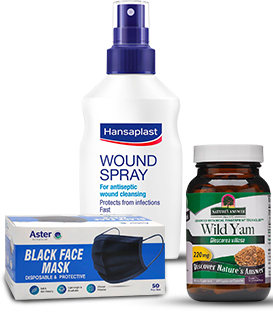 Hansaplast
WOUND
SPRAY
For antiseptic
wound cleansing
Protects from infections
Fast
Aster
BLACK FACE
MASK
DISPOSABLE & PROTECTIVE
50
NATURE'S ANSWER
Wild Yam
Dioscorea villosa
220 mg
Discover Nature's Answer